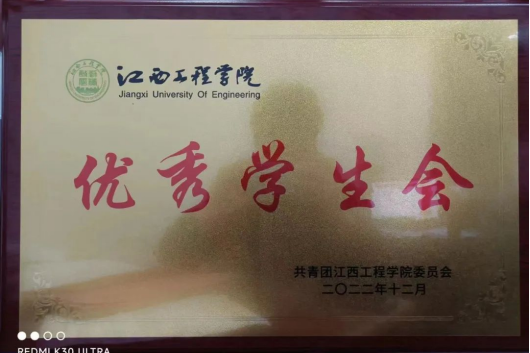 江西工程学院
Jiangxi University Of Engineering
优秀学生会
共青团江西工程学院委员会
二〇二二年十二月
REDMI K30 ULTRA